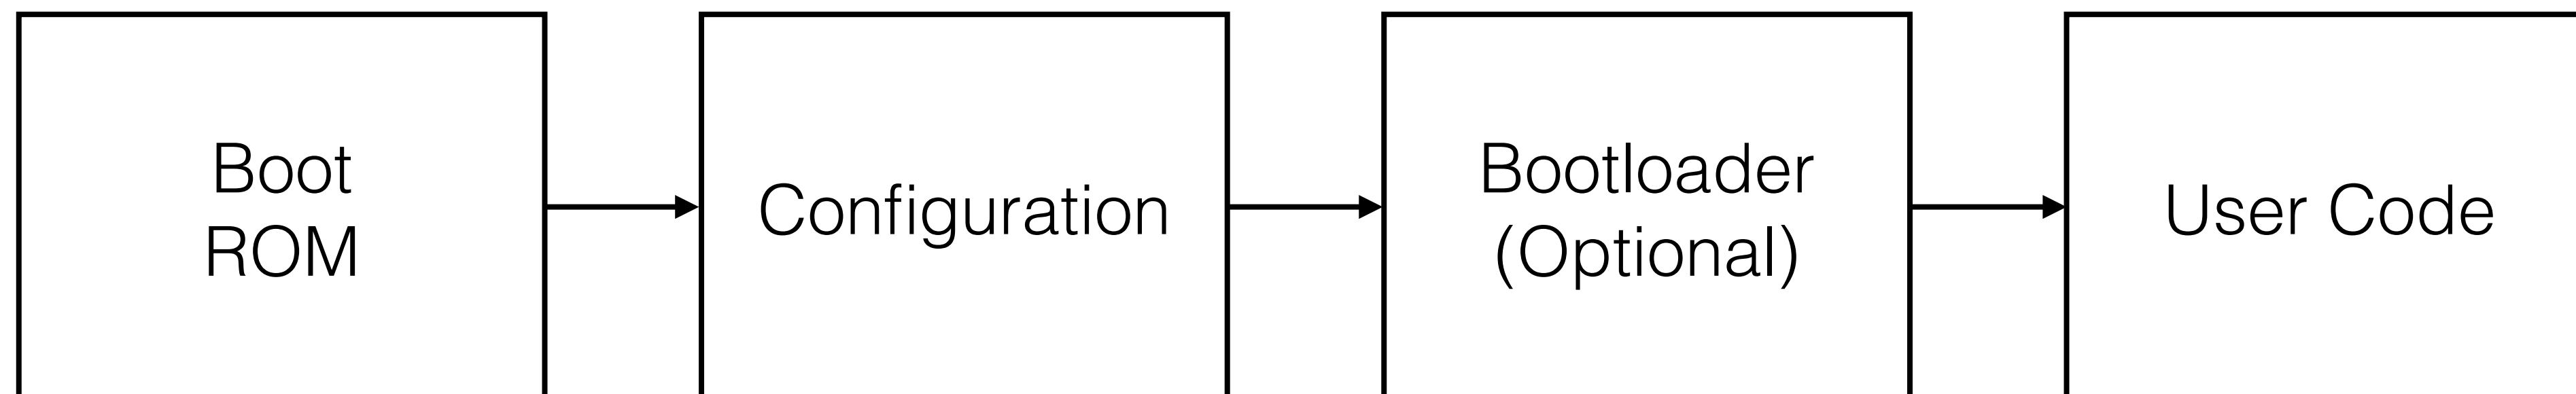 Boot
ROM
Configuration
Bootloader
(Optional)
User Code